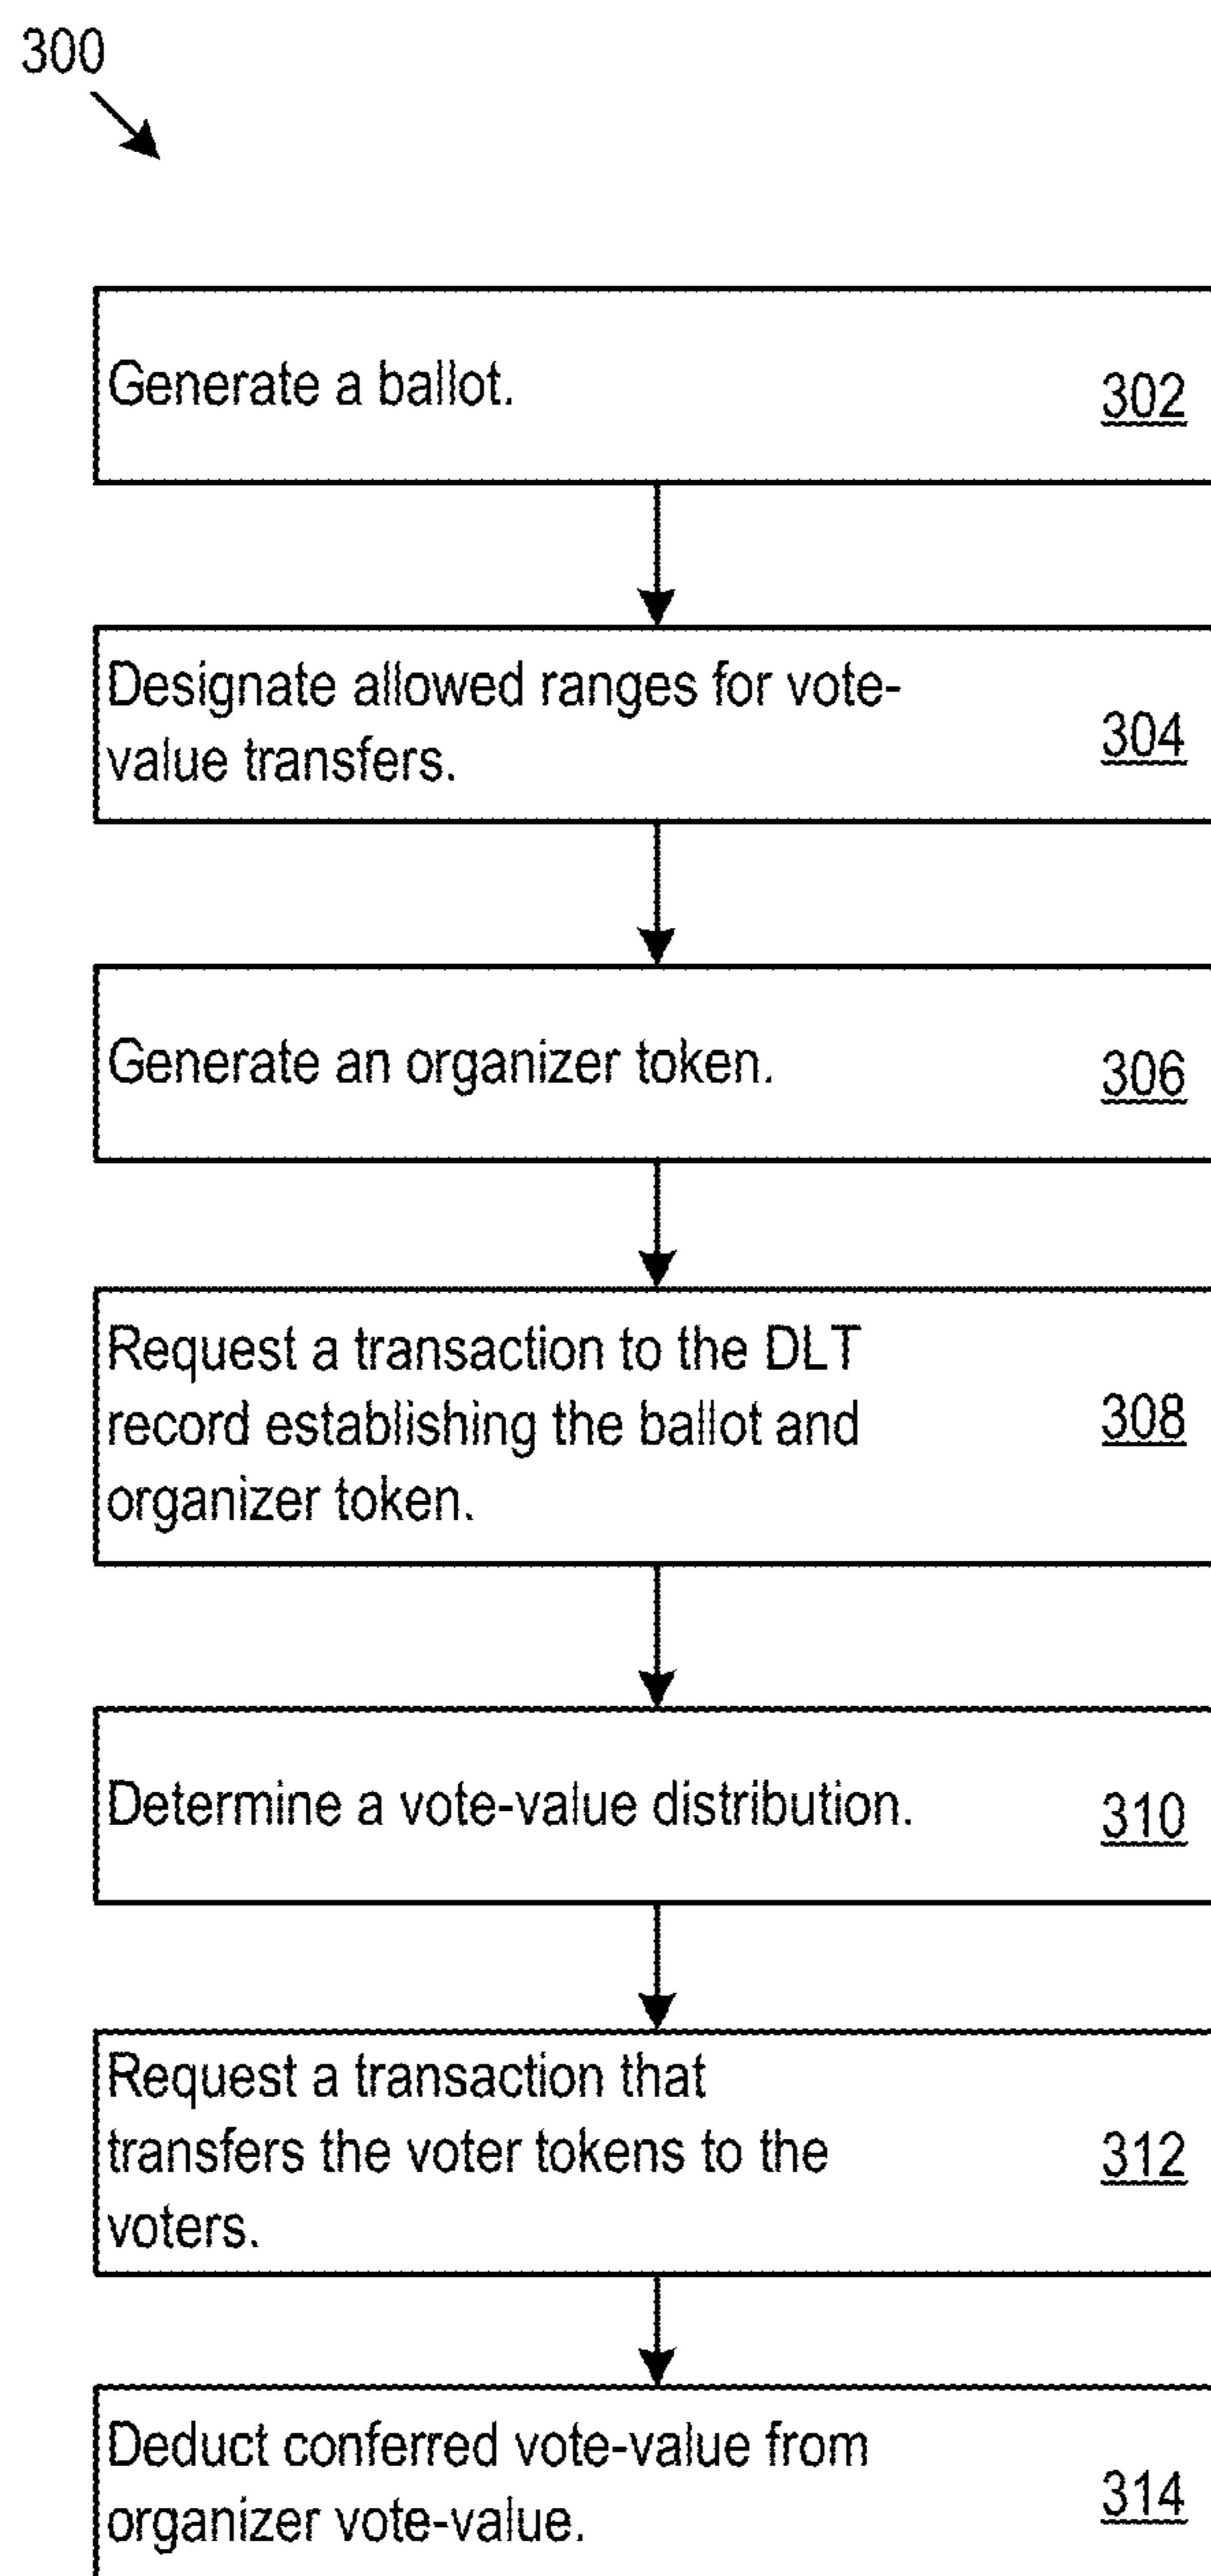 300
Generate a ballot.
302
Designate allowed ranges for vote-
value transfers.
304
Generate an organizer token.
306
Request a transaction to the DLT
record establishing the ballot and
organizer token.
308
Determine a vote-value distribution.
310
Request a transaction that
transfers the voter tokens to the
voters.
312
Deduct conferred vote-value from
organizer vote-value.
314